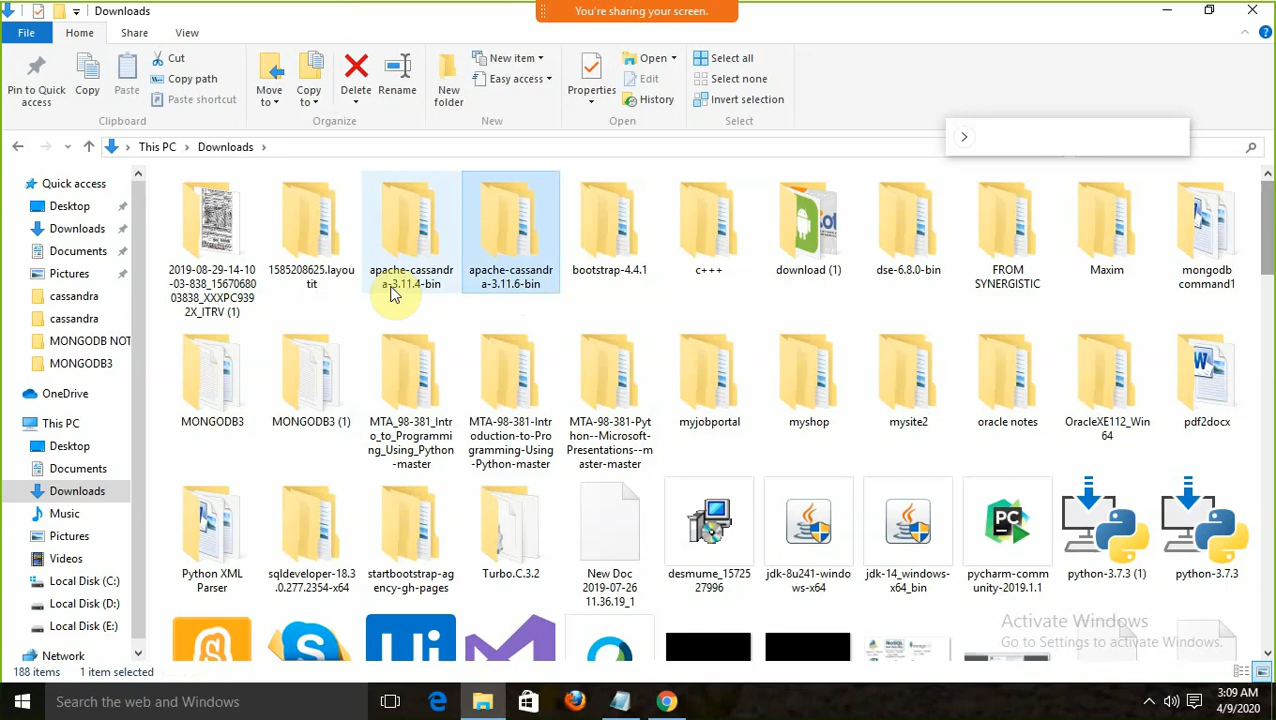 Downloads
You're sharing your screen.
File
Home
Share
View
Pin to Quick
access
Copy
Paste
Cut
Copy path
Paste shortcut
Clipboard
Move
to
Copy
to
Delete
Rename
Organize
New
folder
New item
Easy access
New
Properties
Open
Edit
History
Open
Select all
Select none
Invert selection
Select
This PC
Downloads
Quick access
Desktop
Downloads
Documents
Pictures
cassandra
cassandra
MONGODB NOT
MONGODB3
OneDrive
This PC
Desktop
Documents
Downloads
Music
Pictures
Videos
Local Disk (C:)
Local Disk (D:)
Local Disk (E:)
Network
2019-08-29-14-10
-03-838_15670680
03838_XXXPC939
2X_ITRV (1)
1585208625.layou
tit
apache-cassandr
a-3.11.4-bin
apache-cassandr
a-3.11.6-bin
bootstrap-4.4.1
c+++
download (1)
dse-6.8.0-bin
FROM
SYNERGISTIC
Maxim
mongodb
command1
MONGODB3
MONGODB3 (1)
MTA_98-381_Intr
o_to_Programmi
ng_Using_Python
-master
MTA-98-381-Intr
oduction-to-Pro
gramming-Using
-Python-master
MTA-98-381-Pyt
hon--Microsoft-
Presentations--m
aster-master
myjobportal
myshop
mysite2
oracle notes
OracleXE112_Win
64
pdf2docx
Python XML
Parser
sqldeveloper-18.3
.0.277.2354-x64
startbootstrap-ag
ency-gh-pages
Turbo.C.3.2
New Doc
2019-07-26
11.36.19_1
desmume_15725
27996
jdk-8u241-windo
ws-x64
jdk-14_windows-
x64_bin
PC
pycharm-comm
unity-2019.1.1
python-3.7.3 (1)
python-3.7.3
Activate Windows
Go to Settings to activate Windows.
188 items
1 item selected
Search the web and Windows
3:09 AM
4/9/2020